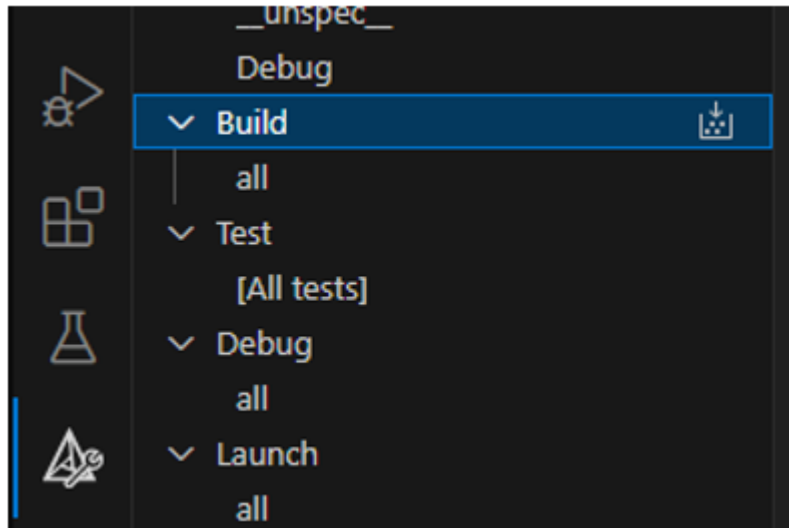 __unspec__
Debug
Build
all
Test
[All tests]
Debug
all
Launch
all